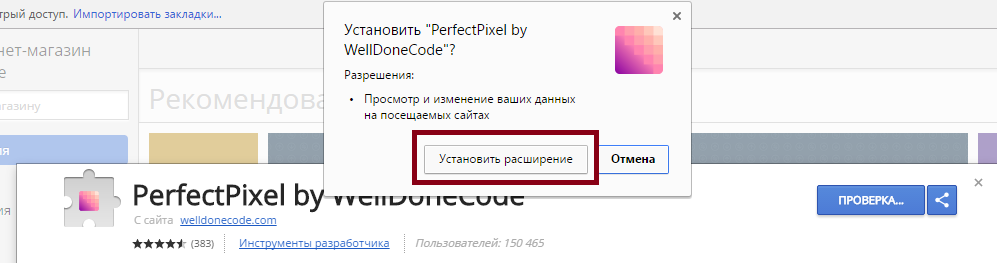 трый доступ. Импортировать закладки...
нет-магазин
е
магазину
Рекомендова
ия
Установить "PerfectPixel by
WellDoneCode"?
Разрешения:
• Просмотр и изменение ваших данных
на посещаемых сайтах
Установить расширение
Отмена
PerfectPixel by WellDoneCode
С сайта welldonecode.com
(383)
Инструменты разработчика
Пользователей: 150 465
ПРОВЕРКА...
ия